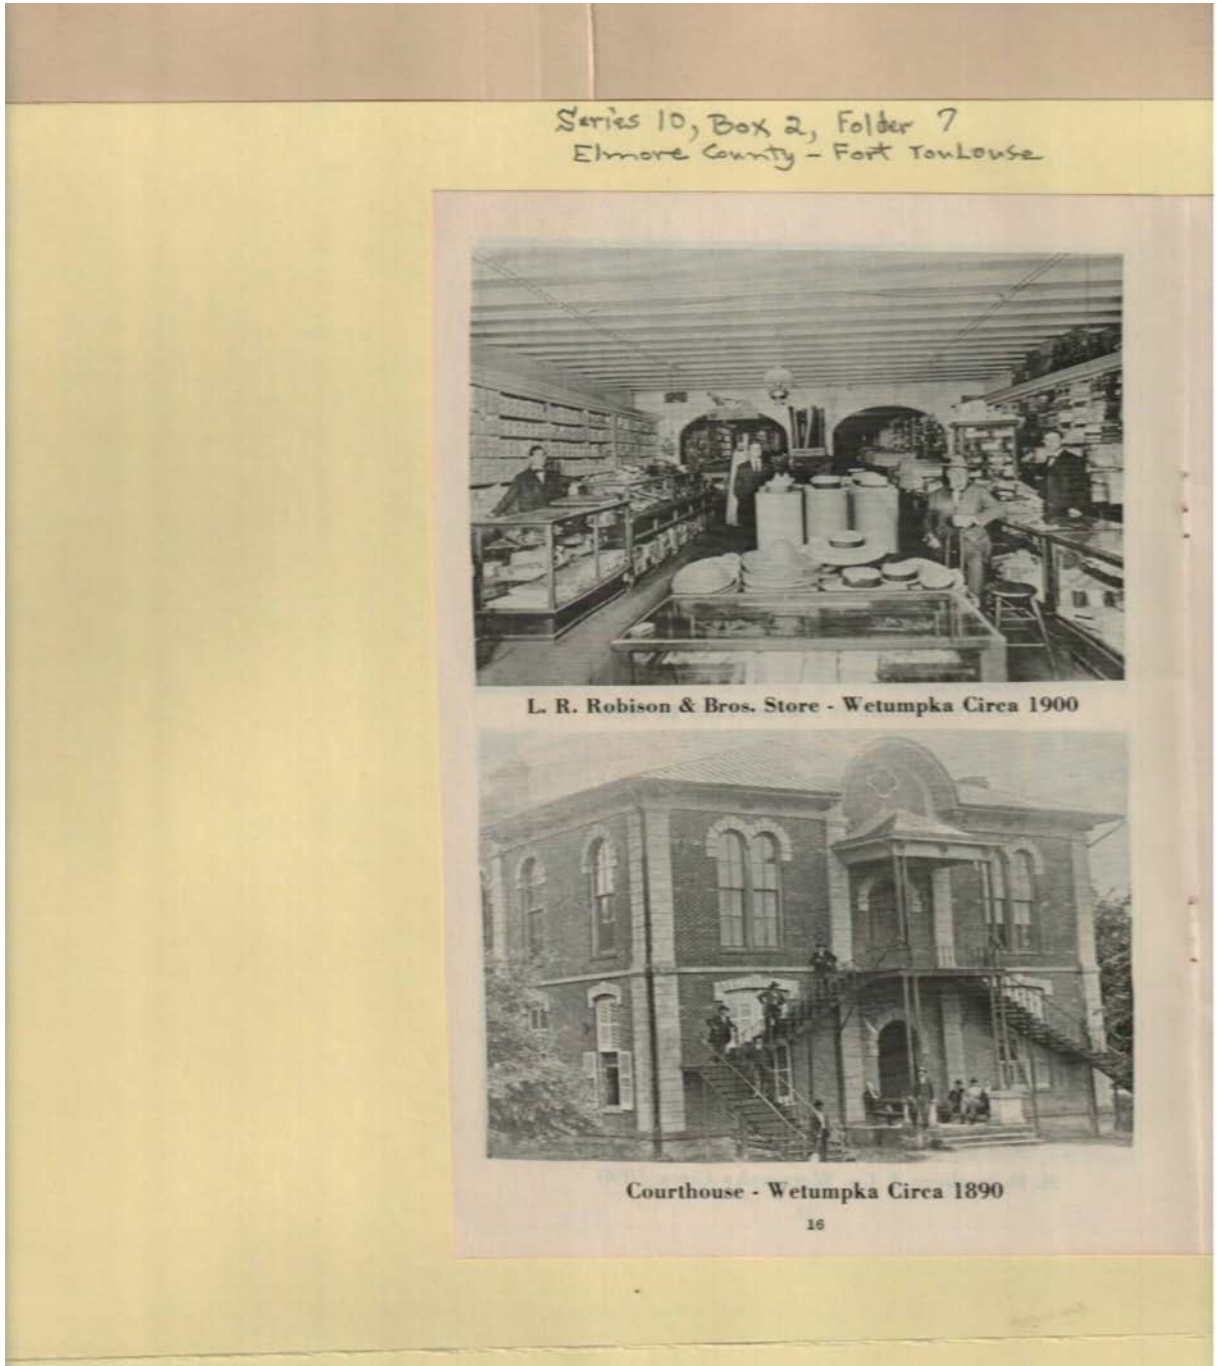 Series 10, Box 2, Folder 7
Elmore County - Fort Toulouse
L. R. Robison & Bros. Store - Wetumpka Circa 1900
Courthouse - Wetumpka Circa 1890
16